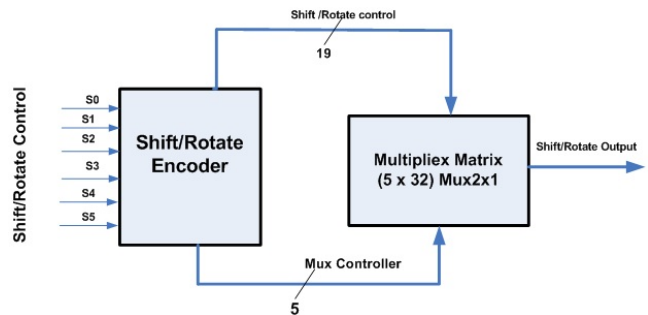 Shift /Rotate control
19
Shift/Rotate Control
S0
S1
S2
S3
S4
S5
Shift/Rotate
Encoder
Multipliex Matrix
(5 x 32) Mux2x1
Shift/Rotate Output
Mux Controller
5